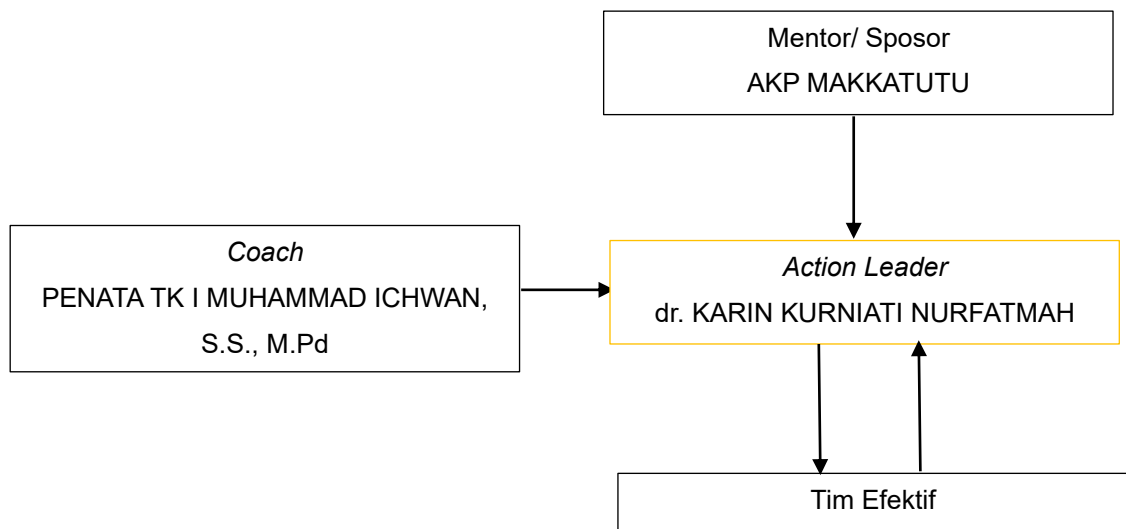 Mentor/ Sposor
AKP MAKKATUTU
Coach
PENATA TK I MUHAMMAD ICHWAN,
S.S., M.Pd
Action Leader
dr. KARIN KURNIATI NURFATMAH
Tim Efektif